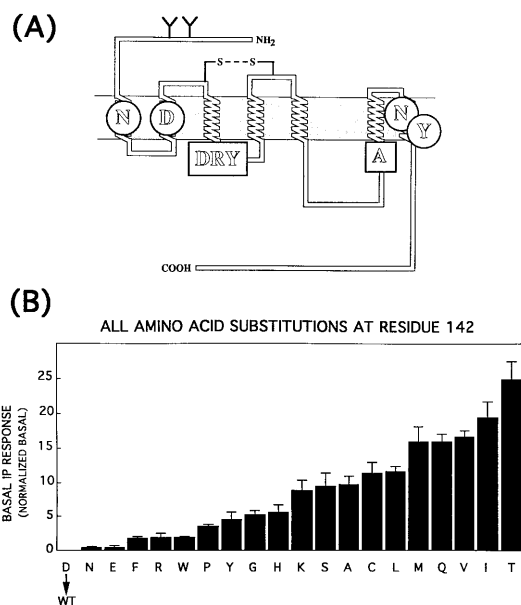 (A)
NH2
S---S
N D N Y
DRY A
COOH
(B)
ALL AMINO ACID SUBSTITUTIONS AT RESIDUE 142
BASAL IP RESPONSE
(NORMALIZED BASAL)
25
20
15
10
5
0
D N E F R W P Y G H K S A C L M Q V I T
WT